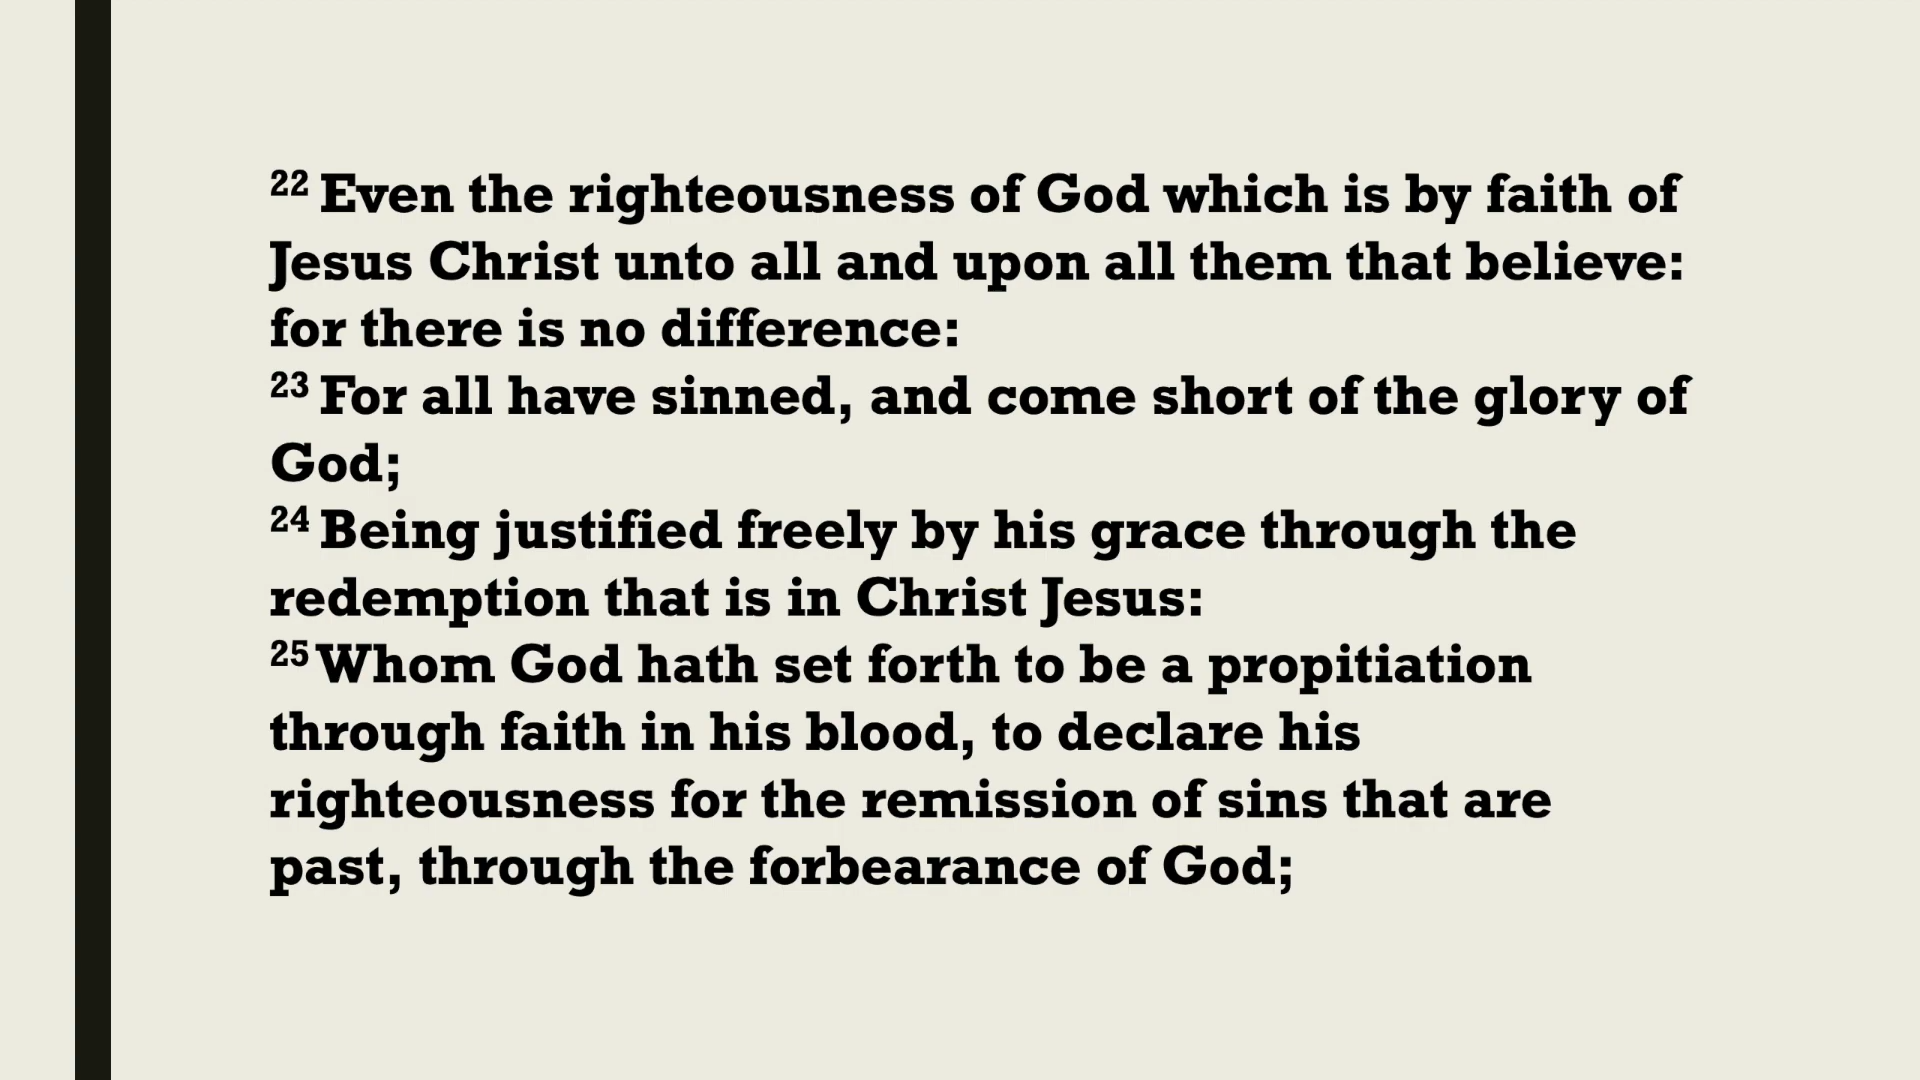 22 Even the righteousness of God which is by faith of
Jesus Christ unto all and upon all them that believe:
for there is no difference:
23 For all have sinned, and come short of the glory of
God;
24 Being justified freely by his grace through the
redemption that is in Christ Jesus:
25 Whom God hath set forth to be a propitiation
through faith in his blood, to declare his
righteousness for the remission of sins that are
past, through the forbearance of God;